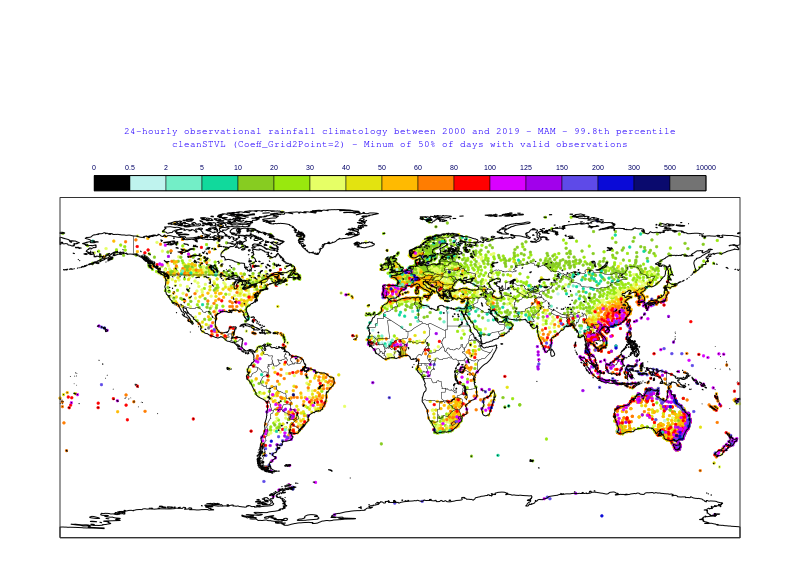 24-hourly observational rainfall climatology between 2000 and 2019 - MAM - 99.8th percentile
cleanSTVL (Coeff_Grid2Point=2) - Minum of 50% of days with valid observations
0 0.5 2 5 10 20 30 40 60 80 100 125 150 200 300 500 10000